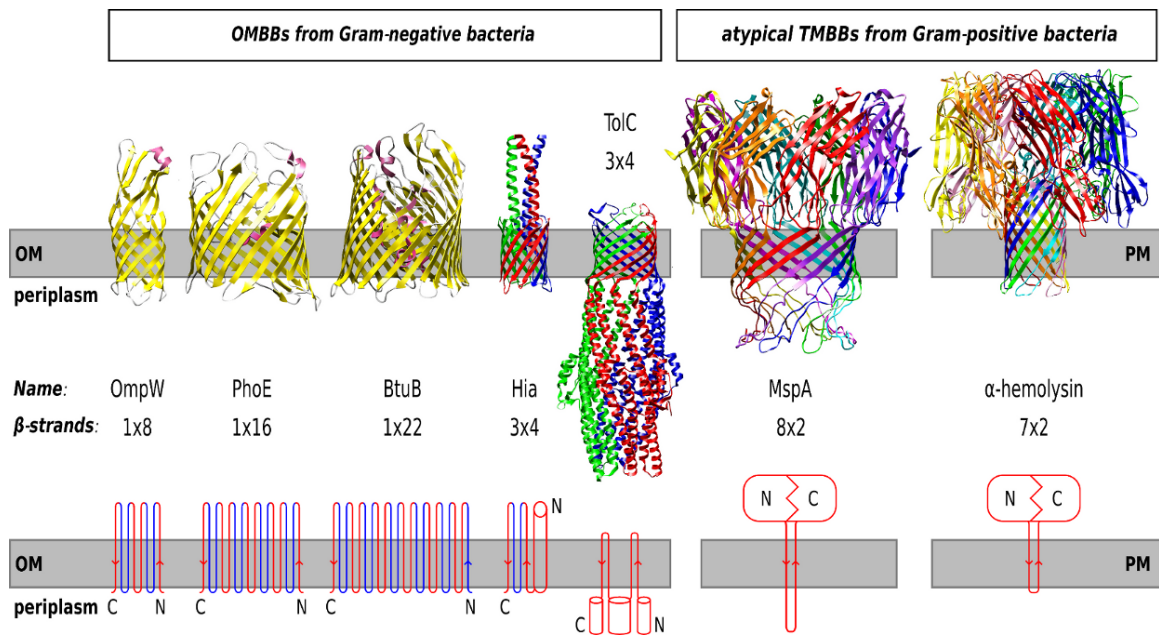 OMBBs from Gram-negative bacteria
atypical TMBBs from Gram-positive bacteria
TolC
3x4
OM
PM
periplasm
Name: OmpW PhoE BtuB Hia MspA α-hemolysin
β-strands: 1x8 1x16 1x22 3x4 8x2 7x2
N C N C
N
OM
PM
periplasm C N C N C N C
C N